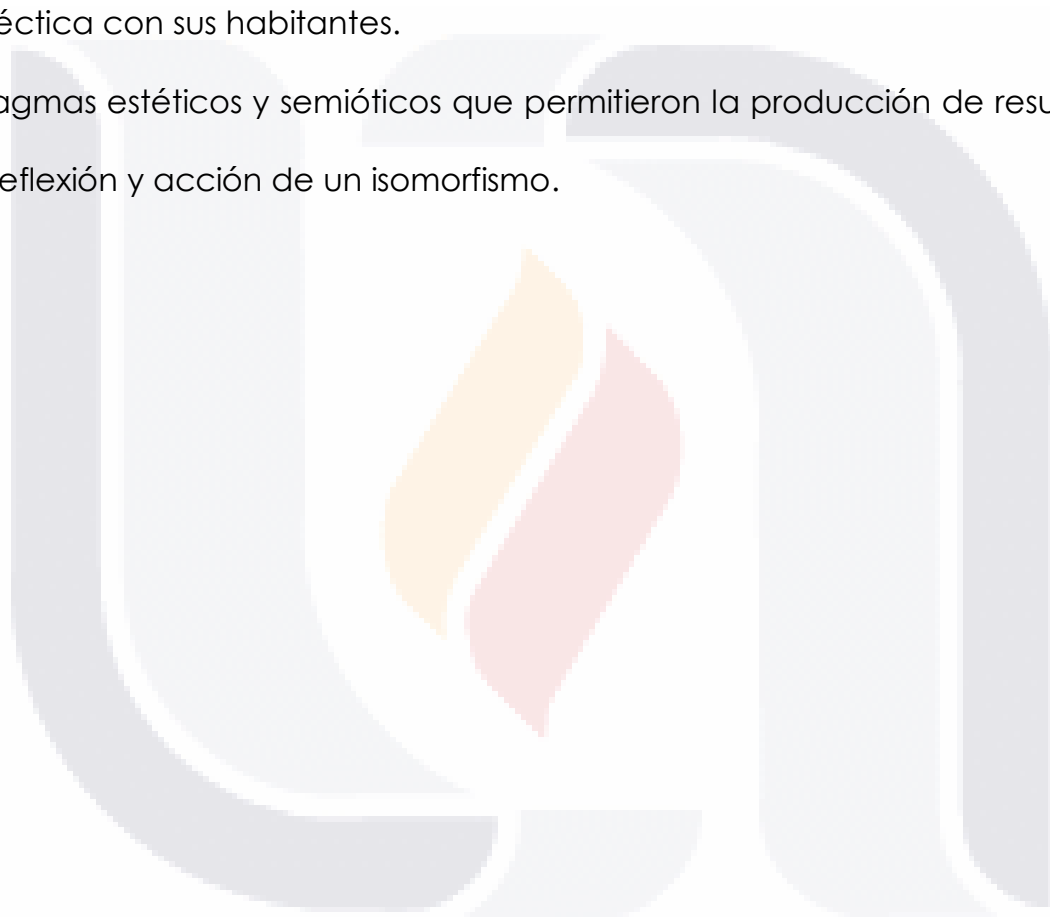 éctica con sus habitantes.
agmas estéticos y semióticos que permitieron la producción de resu
eflexión y acción de un isomorfismo.